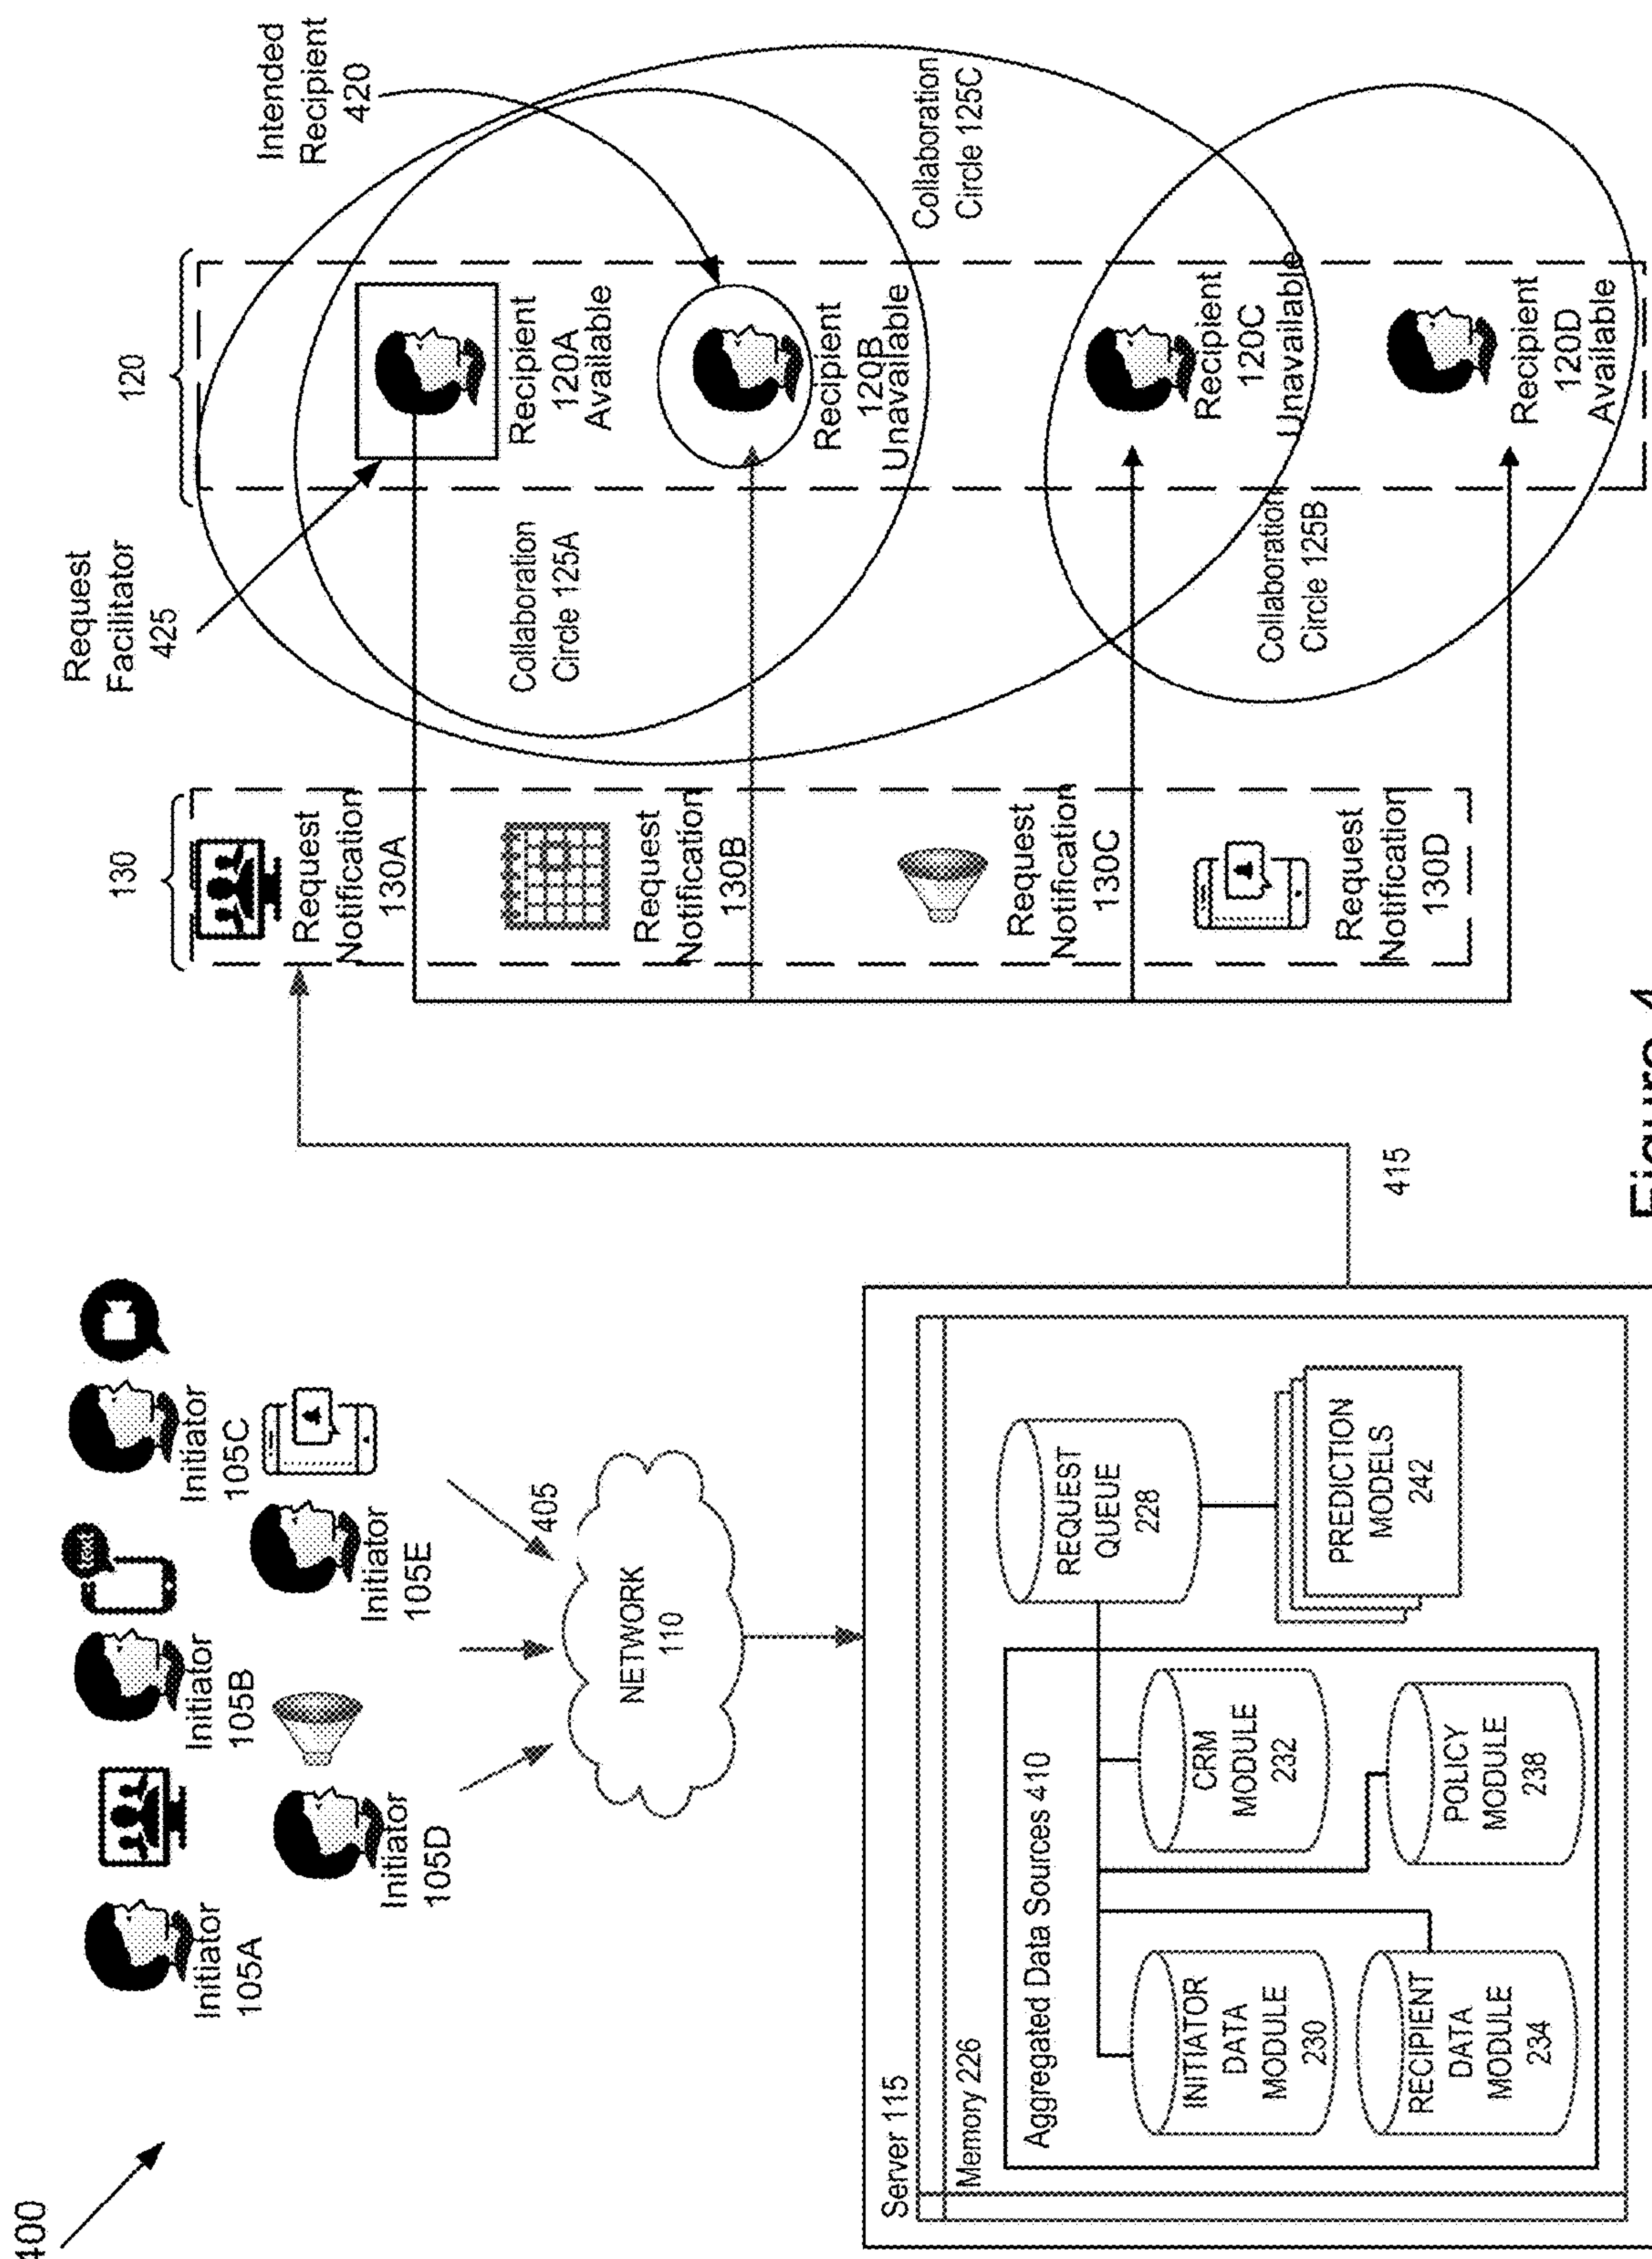 400
Initiator
105A
Initiator
105B
Initiator
105C
Initiator
105D
Initiator
105E
405
NETWORK
110
Server 115
Memory 226
Aggregated Data Sources 410
INITIATOR
DATA
MODULE
230
CRM
MODULE
232
RECIPIENT
DATA
MODULE
234
POLICY
MODULE
238
REQUEST
QUEUE
228
PREDICTION
MODELS
242
415
130
Request
Notification
130A
Request
Notification
130B
Request
Notification
130C
Request
Notification
130D
Request
Facilitator
425
120
Intended
Recipient
420
Recipient
120A
Available
Recipient
120B
Unavailable
Recipient
120C
Unavailable
Recipient
120D
Available
Collaboration
Circle 125A
Collaboration
Circle 125C
Collaboration
Circle 125B
Figure 4